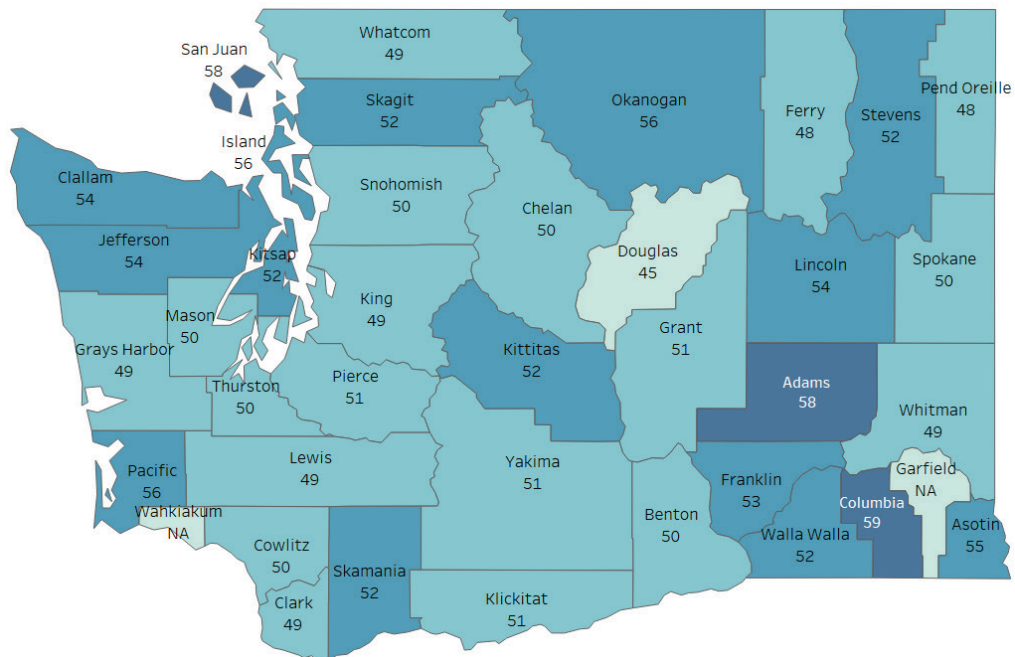 Whatcom
49
San Juan
58
Skagit
52
Okanogan
56
Ferry
48
Stevens
52
Pend Oreille
48
Island
56
Clallam
54
Snohomish
50
Chelan
50
Jefferson
54
Kitsap
52
Douglas
45
Lincoln
54
Spokane
50
King
49
Mason
50
Grays Harbor
49
Grant
51
Kittitas
52
Thurston
50
Pierce
51
Adams
58
Whitman
49
Lewis
49
Yakima
51
Pacific
56
Garfield
NA
Franklin
53
Columbia
59
Wahkiakum
NA
Benton
50
Asotin
55
Walla Walla
52
Cowlitz
50
Skamania
52
Clark
49
Klickitat
51